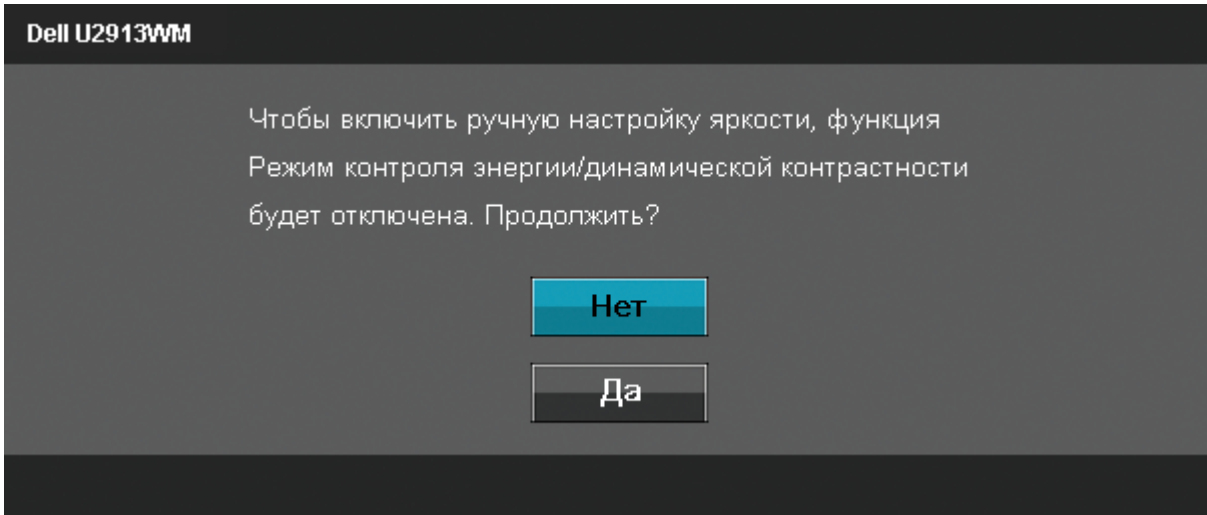 Dell U2913WM
Чтобы включить ручную настройку яркости, функция
Режим контроля энергии/динамической контрастности
будет отключена. Продолжить?
Нет
Да